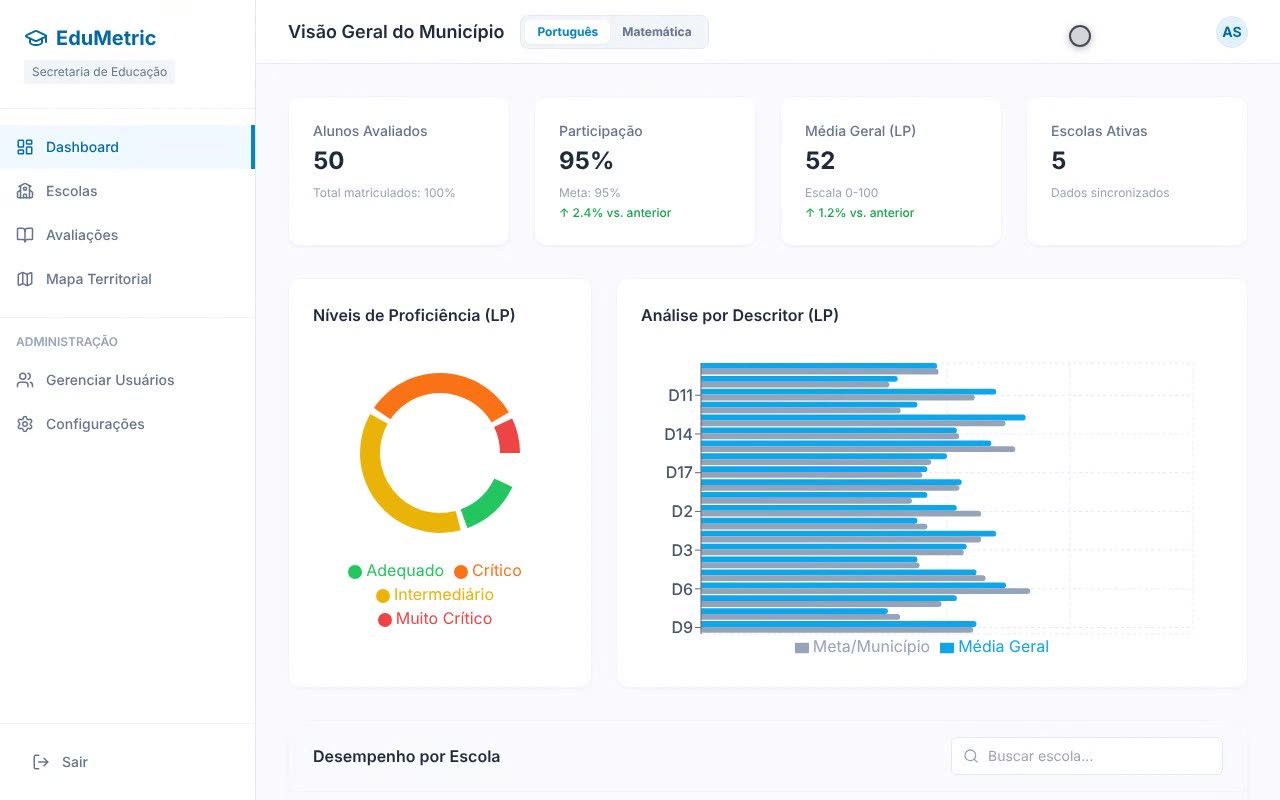 EduMetric
Secretaria de Educação
Dashboard
Escolas
Avaliações
Mapa Territorial
ADMINISTRAÇÃO
Gerenciar Usuários
Configurações
Sair
Visão Geral do Município
Português
Matemática
AS
Alunos Avaliados
50
Total matriculados: 100%
Participação
95%
Meta: 95%
↑ 2.4% vs. anterior
Média Geral (LP)
52
Escala 0-100
↑ 1.2% vs. anterior
Escolas Ativas
5
Dados sincronizados
Níveis de Proficiência (LP)
Adequado
Crítico
Intermediário
Muito Crítico
Análise por Descritor (LP)
D11
D14
D17
D2
D3
D6
D9
Meta/Município
Média Geral
Desempenho por Escola
Buscar escola...